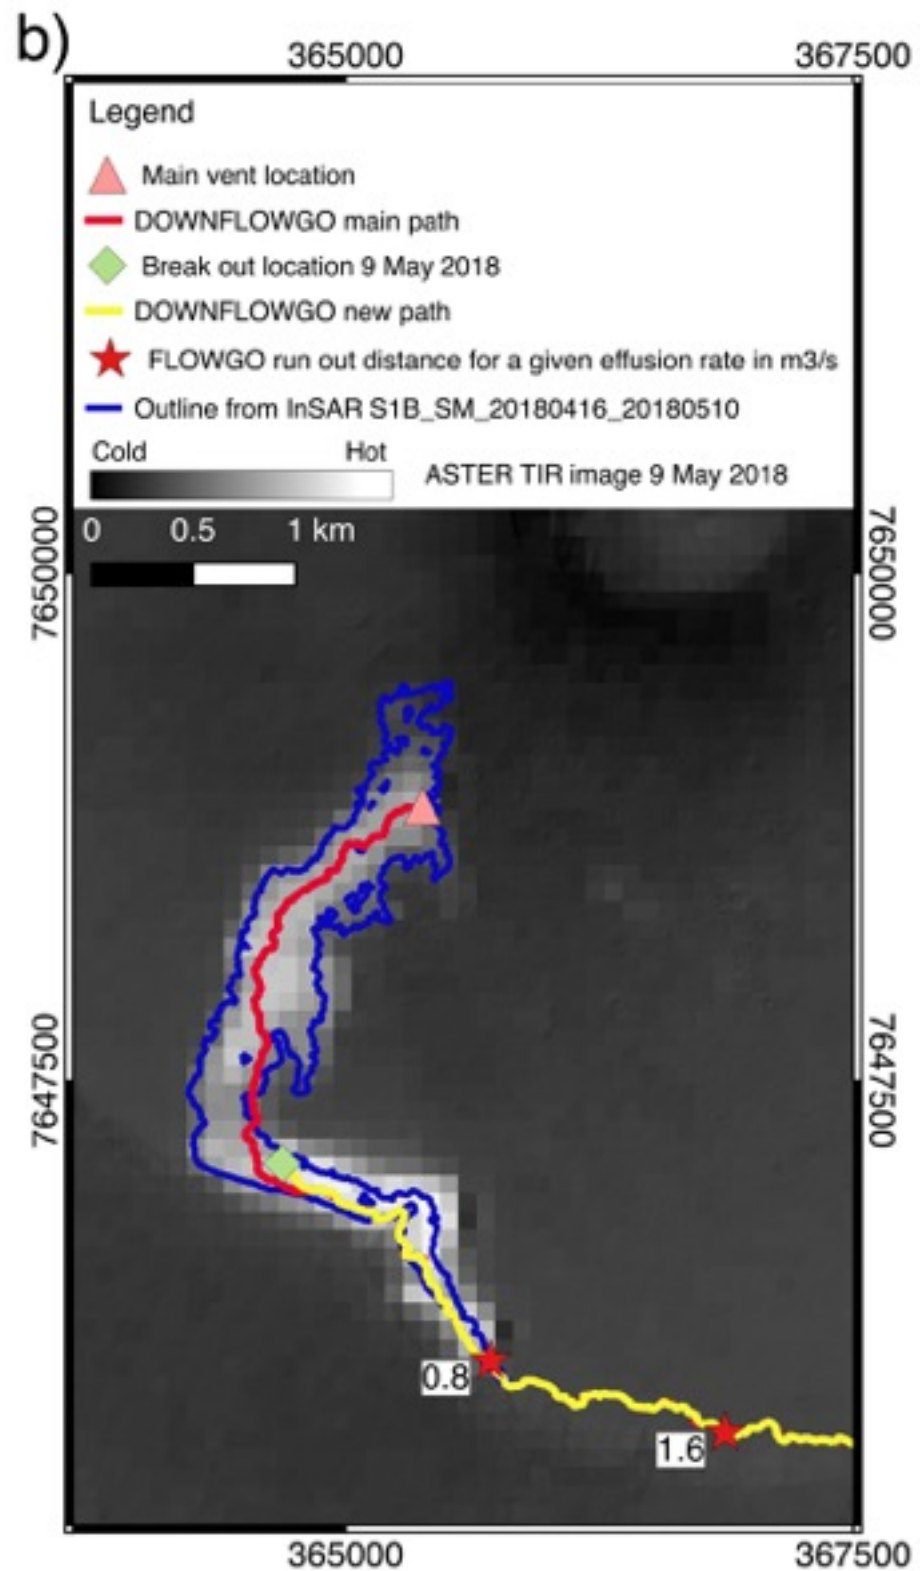 b)
365000 367500
Legend
Main vent location
DOWNFLOWGO main path
Break out location 9 May 2018
DOWNFLOWGO new path
FLOWGO run out distance for a given effusion rate in m3/s
Outline from InSAR S1B_SM_20180416_20180510
Cold Hot
ASTER TIR image 9 May 2018
0 0.5 1 km
7650000 7650000
7647500 7647500
0.8
1.6
365000 367500